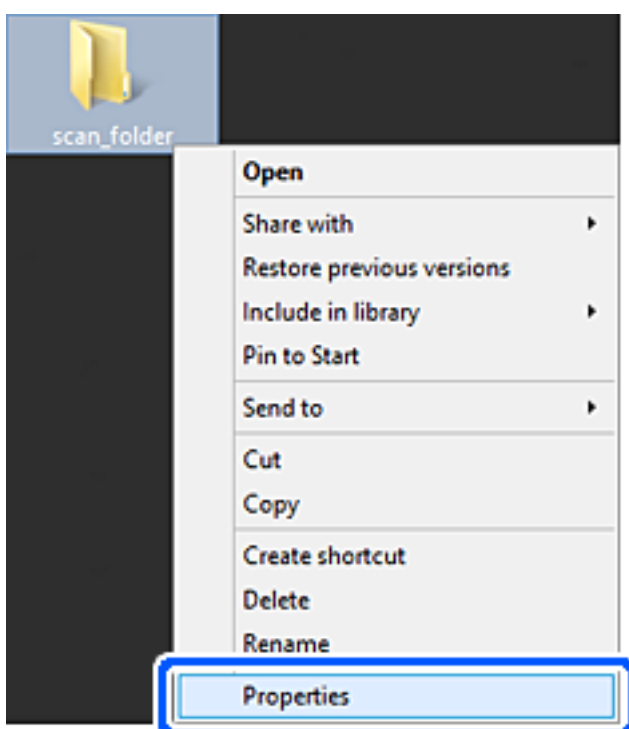 scan_folder
Open
Share with
Restore previous versions
Include in library
Pin to Start
Send to
Cut
Copy
Create shortcut
Delete
Rename
Properties